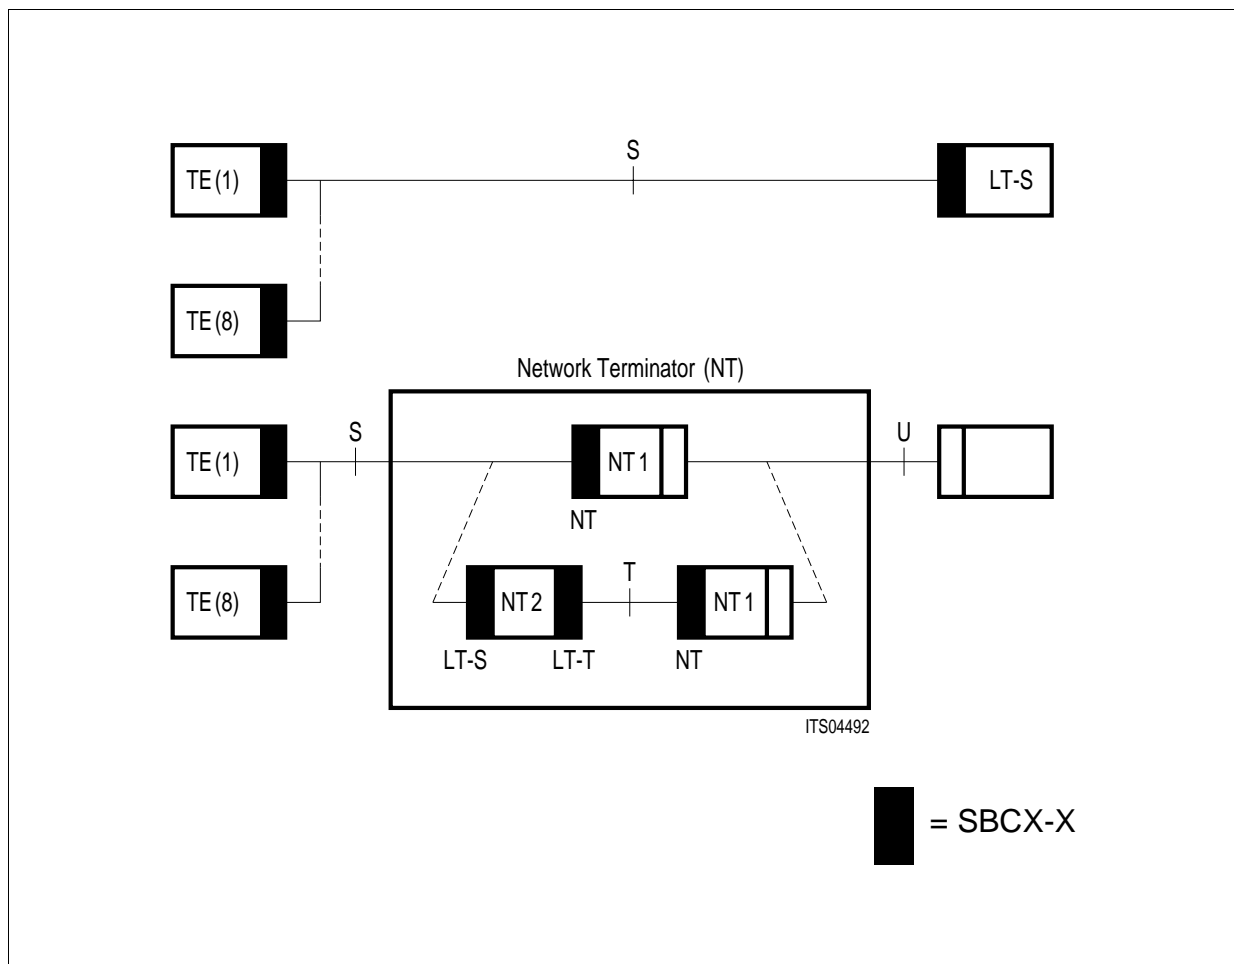 S
TE (1)
LT-S
TE (8)
Network Terminator (NT)
TE (1)
S
NT 1
U
NT
TE (8)
NT 2
T
NT 1
LT-S
LT-T
NT
ITS04492
= SBCX-X